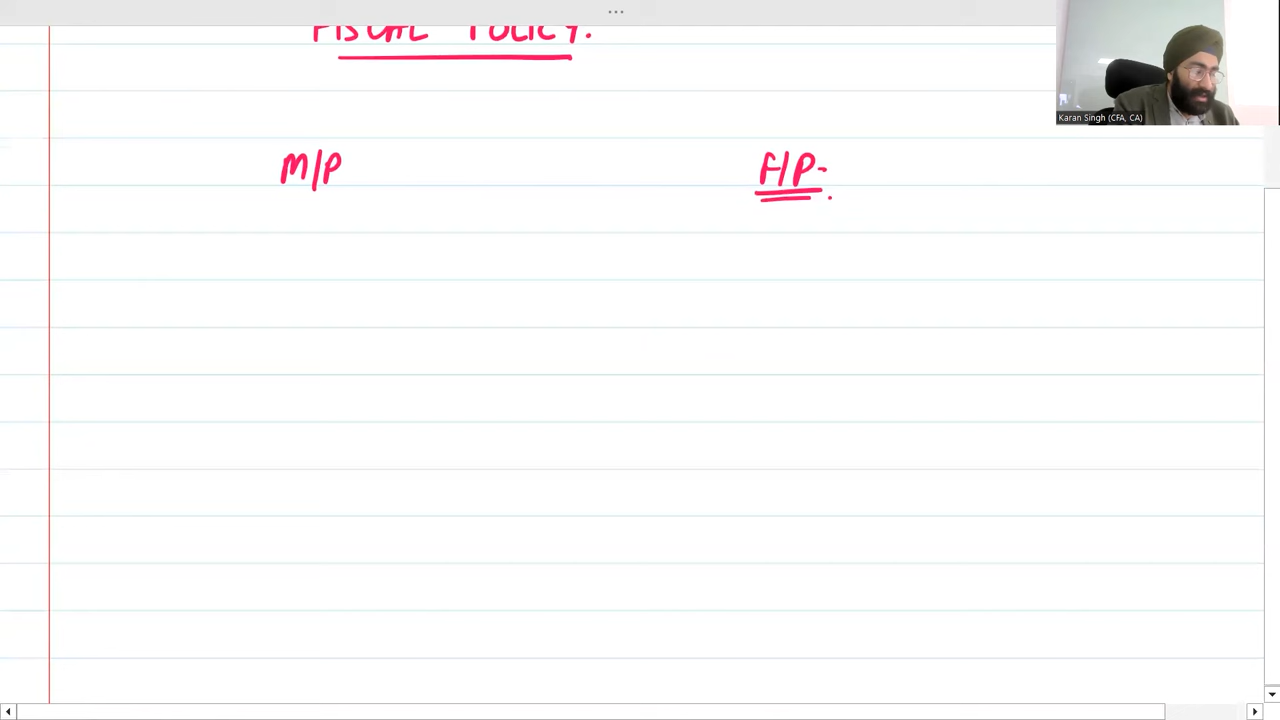 FISCAL POLICY.
Karan Singh (CFA, CA)
M/P
F/P-